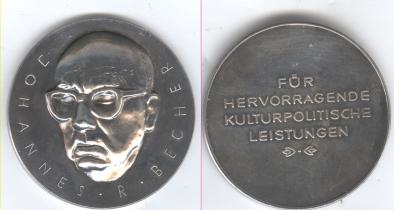 JOHANNES · R · BECHER
FÜR
HERVORRAGENDE
KULTURPOLITISCHE
LEISTUNGEN